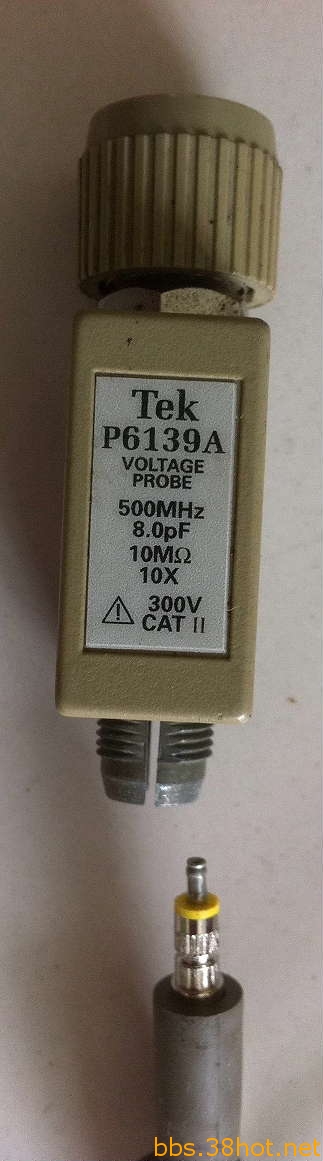 Tek
P6139A
VOLTAGE
PROBE
500MHz
8.0pF
10MΩ
10X
300V
CAT II
bbs.38hot.net